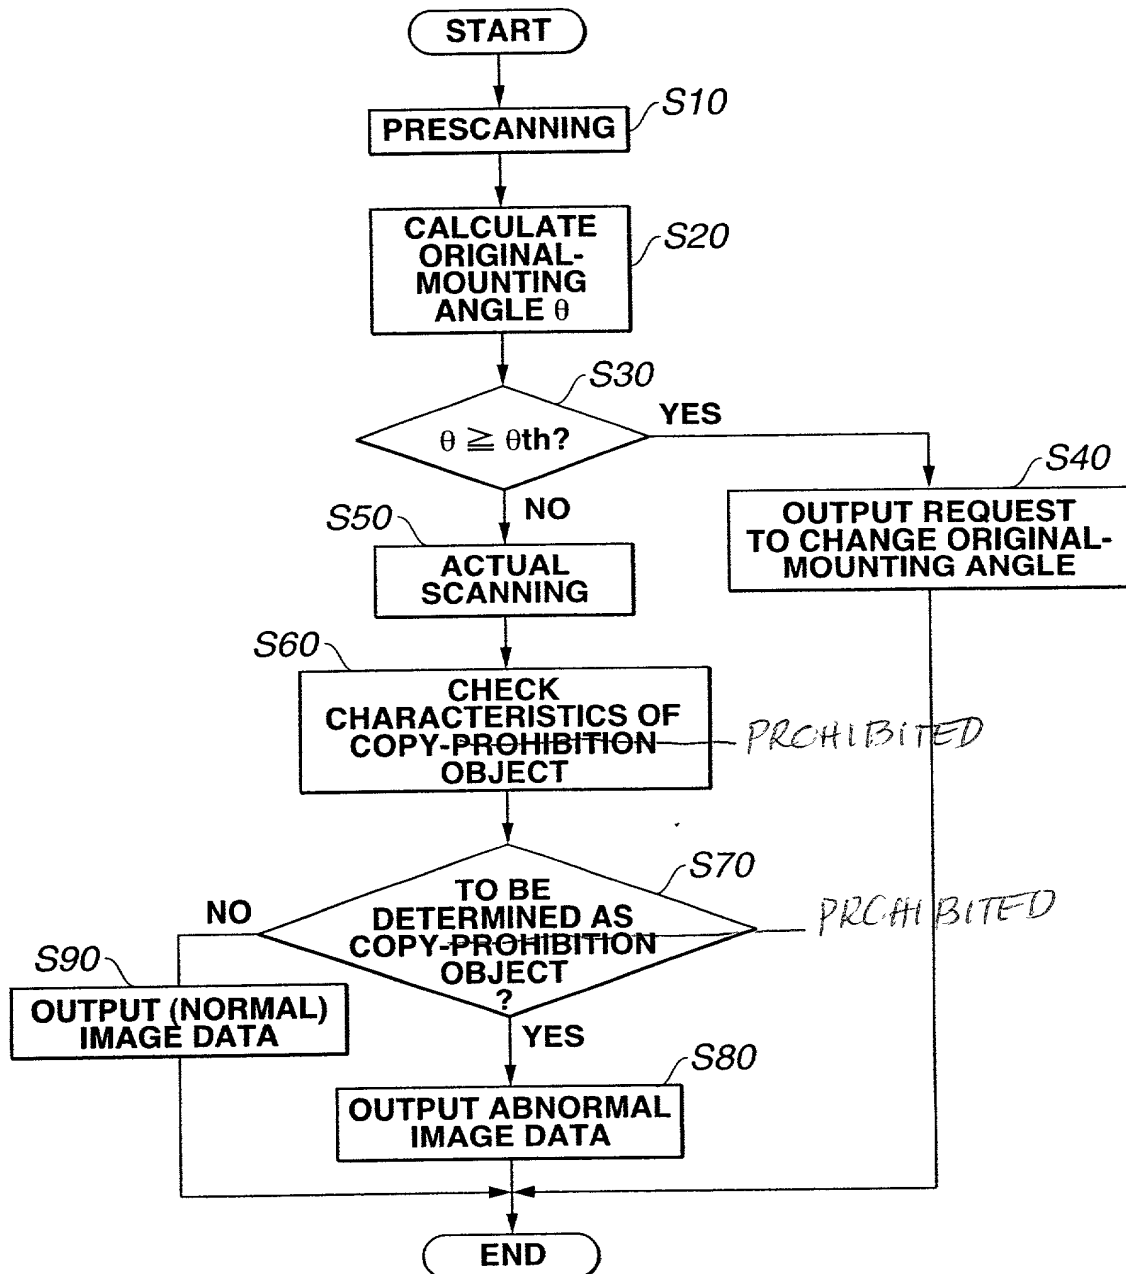 START
S10
PRESCANNING
S20
CALCULATE
ORIGINAL-
MOUNTING
ANGLE θ
S30
θ ≧ θth?
YES
NO
S40
OUTPUT REQUEST
TO CHANGE ORIGINAL-
MOUNTING ANGLE
S50
ACTUAL
SCANNING
S60
CHECK
CHARACTERISTICS OF
COPY-PROHIBITION PROHIBITED
OBJECT
S70
TO BE
DETERMINED AS
COPY-PROHIBITION PROHIBITED
OBJECT
?
NO
YES
S90
OUTPUT (NORMAL)
IMAGE DATA
S80
OUTPUT ABNORMAL
IMAGE DATA
END